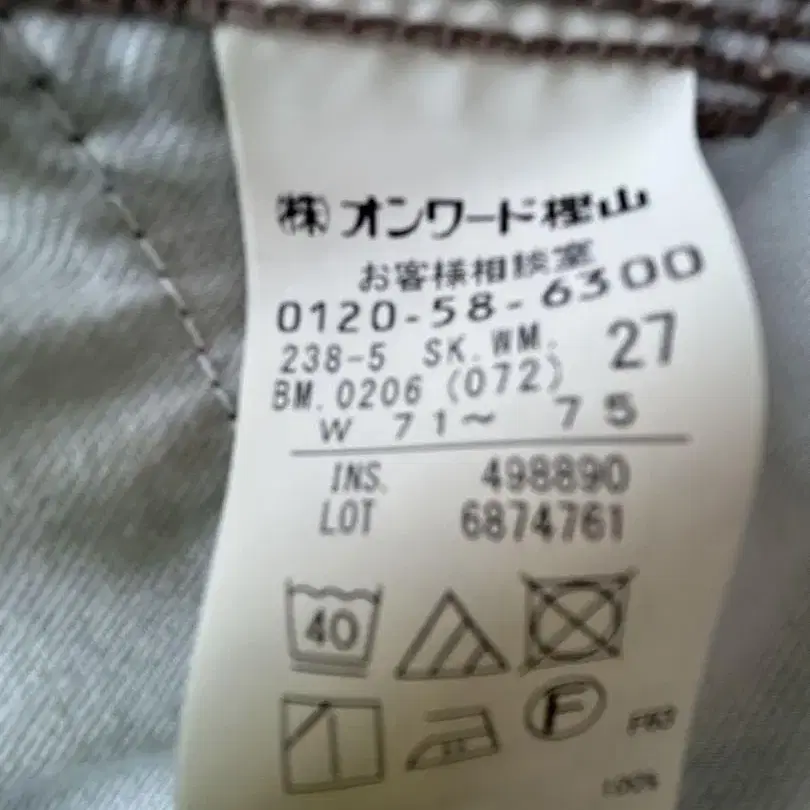 ㈱オンワード樫山
お客様相談室
0120-58-6300
238-5 SK.WM. 27
BM.0206 (072)
W 71～ 75
INS. 498890
LOT 6874761
40
F
100%